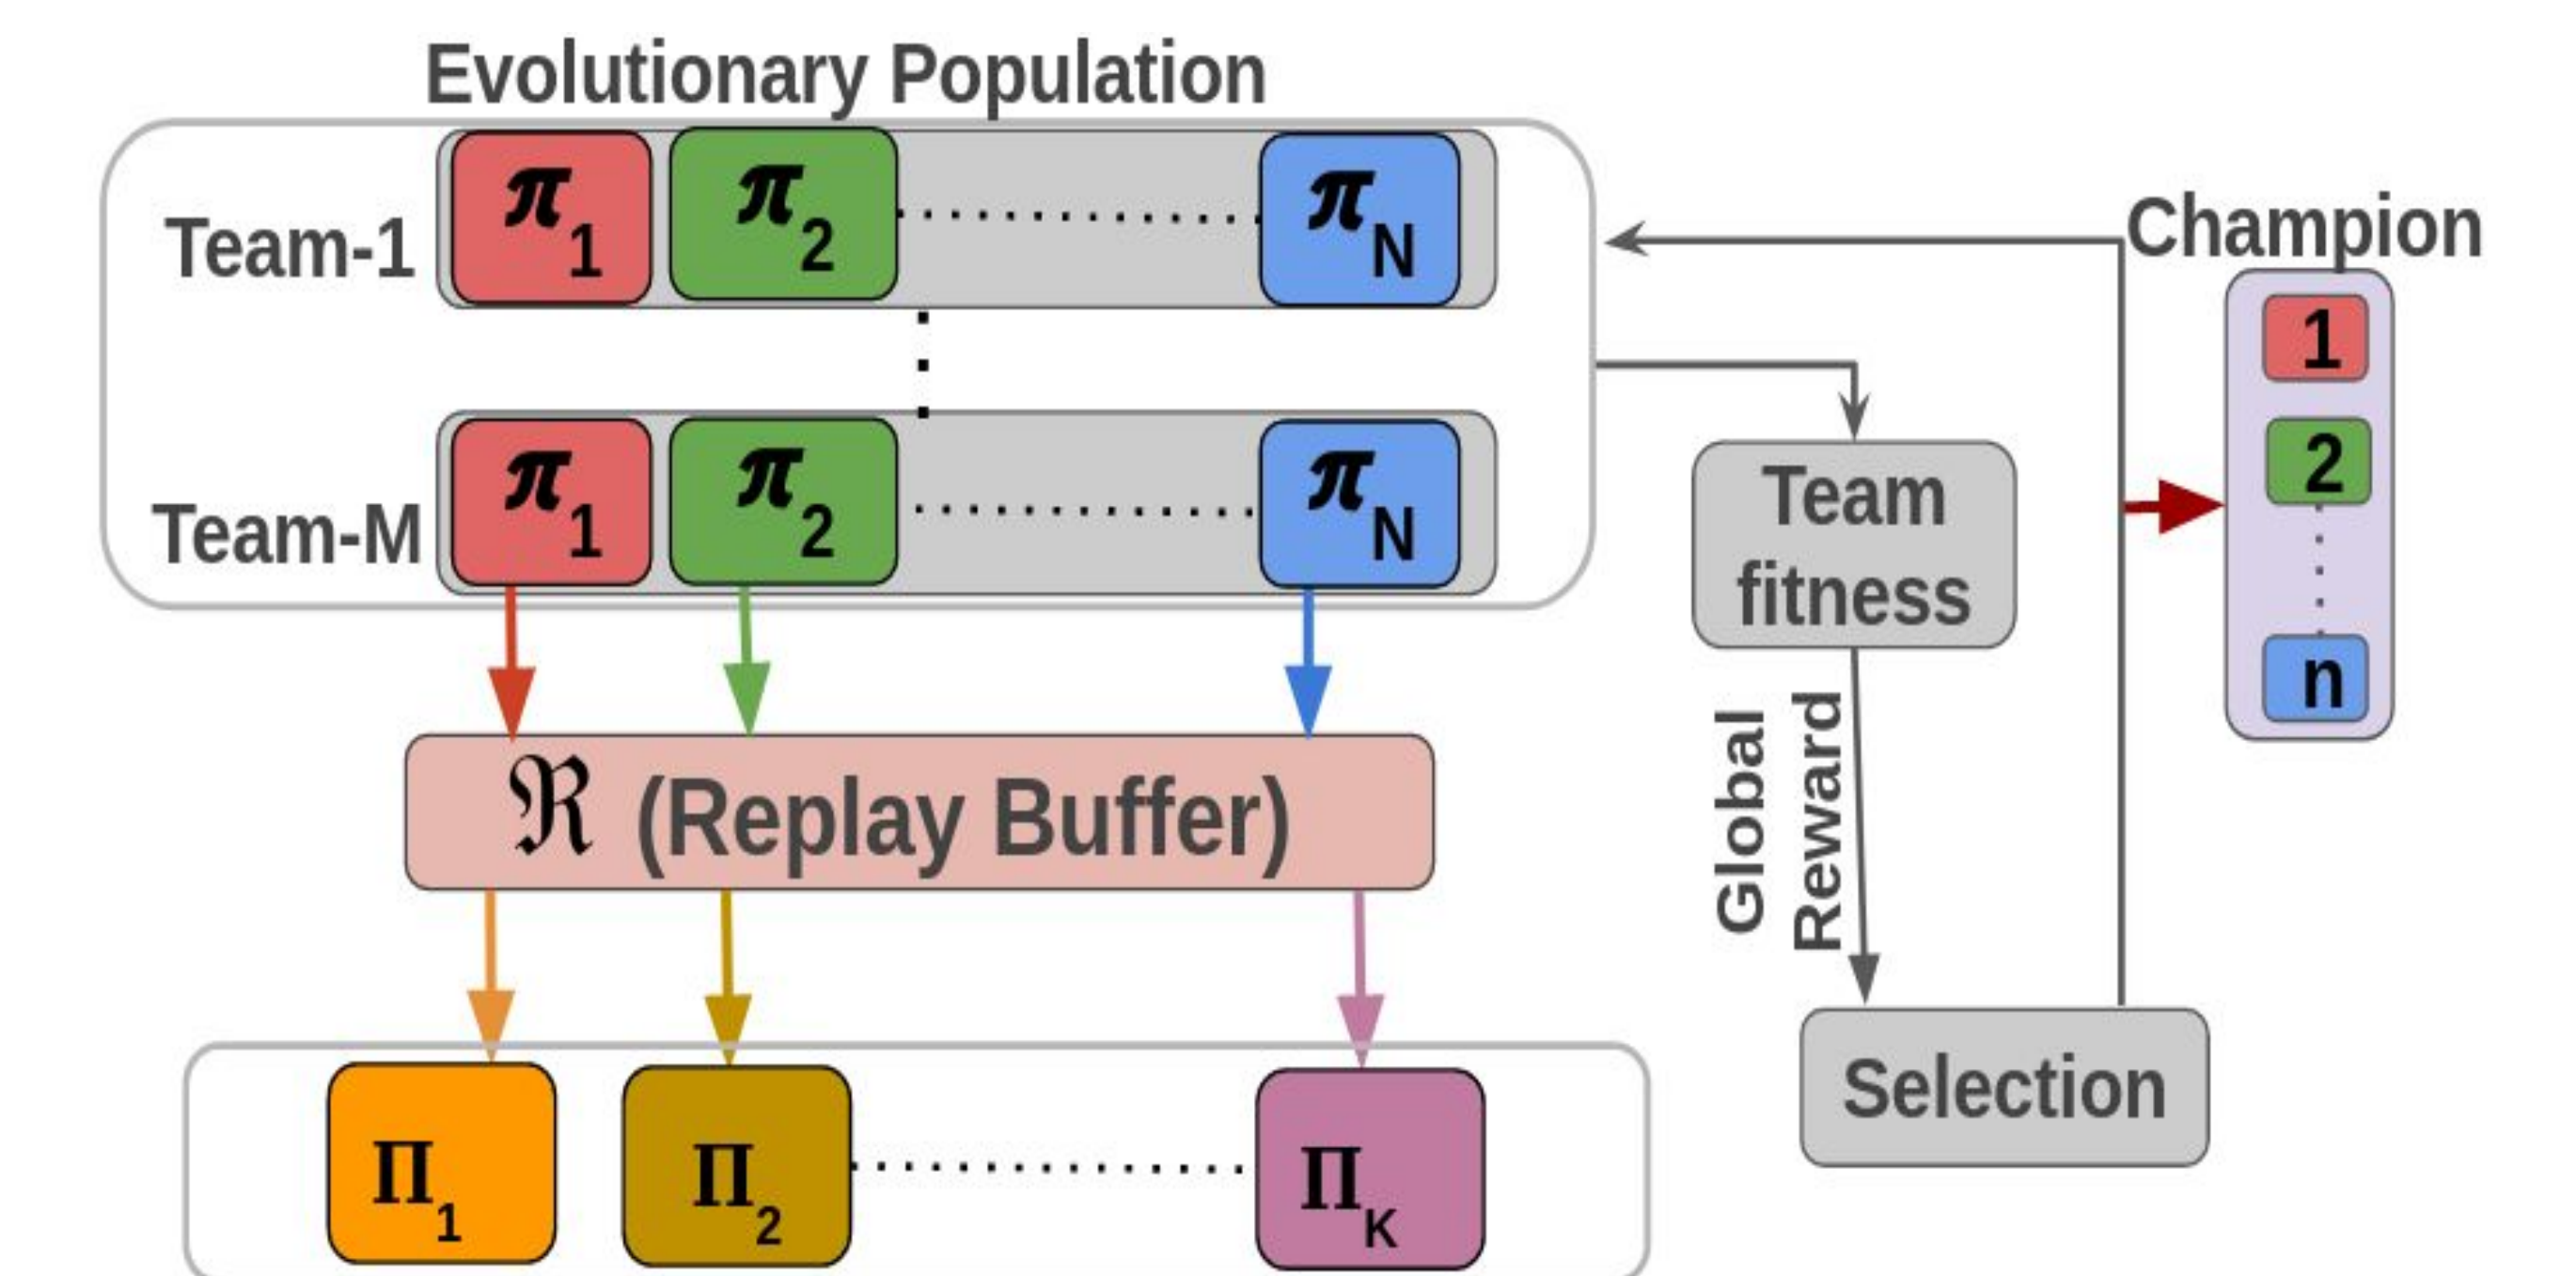 Evolutionary Population
Team-1
π1
π2
πN
Team-M
π1
π2
πN
ℜ (Replay Buffer)
Π1
Π2
ΠK
Team
fitness
Global
Reward
Selection
Champion
1
2
n